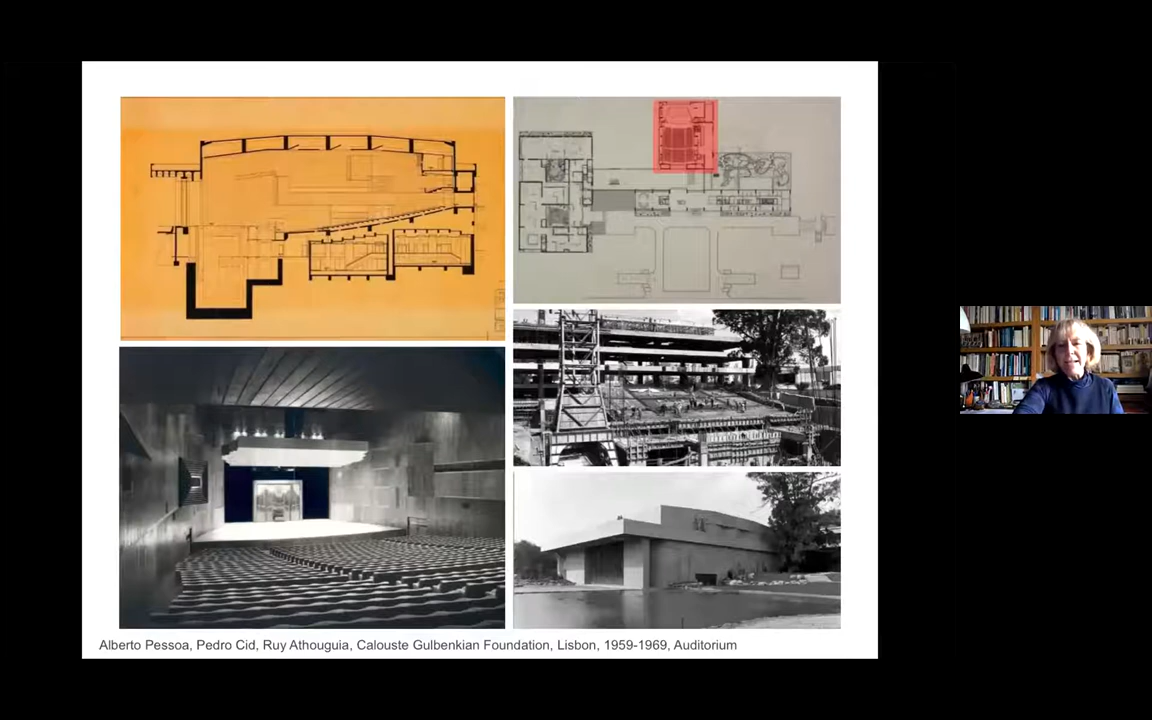 Alberto Pessoa, Pedro Cid, Ruy Athouguia, Calouste Gulbenkian Foundation, Lisbon, 1959-1969, Auditorium